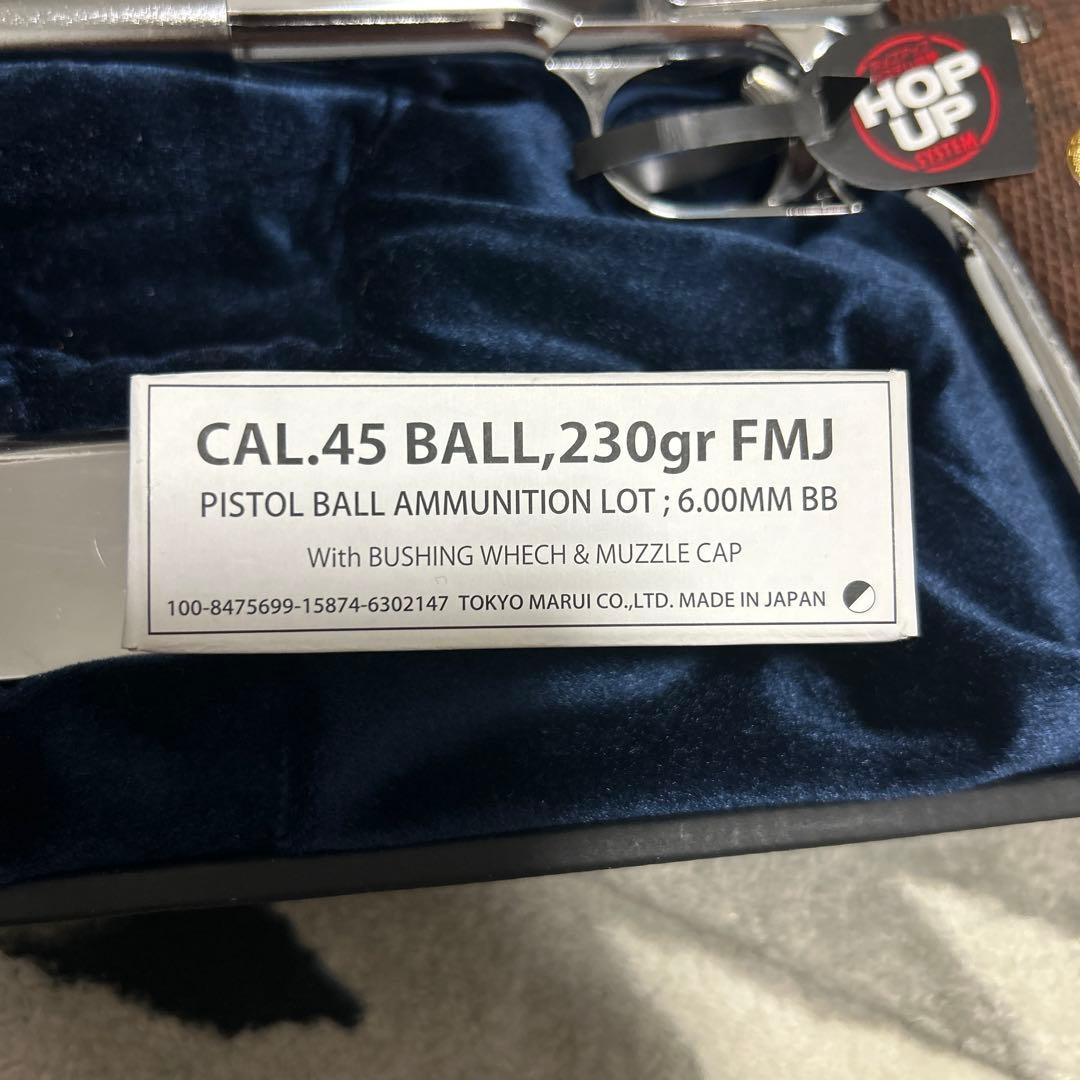 HOP
UP
SYSTEM
CAL.45 BALL,230gr FMJ
PISTOL BALL AMMUNITION LOT ; 6.00MM BB
With BUSHING WHECH & MUZZLE CAP
100-8475699-15874-6302147 TOKYO MARUI CO.,LTD. MADE IN JAPAN